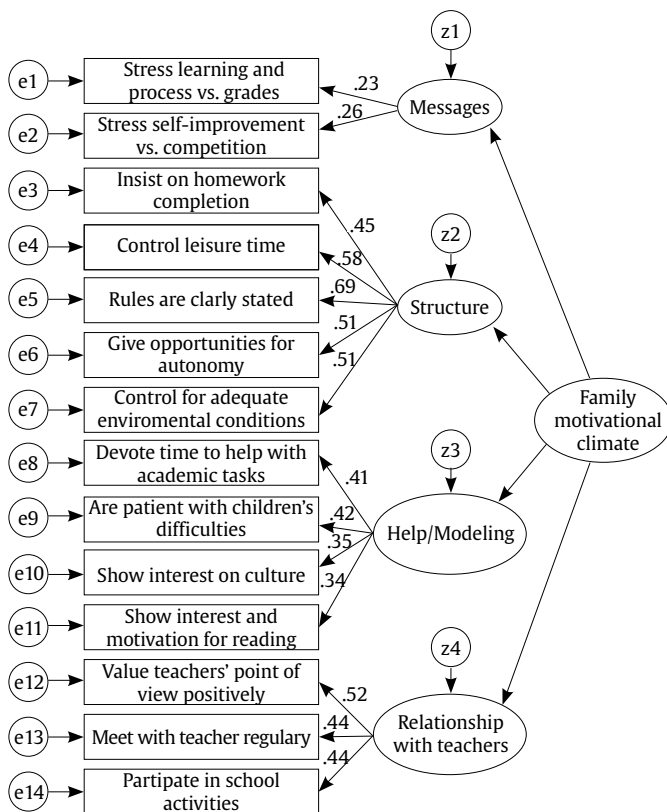 z1
e1
Stress learning and
process vs. grades
.23
Messages
.26
e2
Stress self-improvement
vs. competition
e3
Insist on homework
completion
.45
z2
e4
Control leisure time
.58
e5
Rules are clarly stated
.69
Structure
.51
e6
Give opportunities for
autonomy
.51
e7
Control for adequate
enviromental conditions
Family
motivational
climate
e8
Devote time to help with
academic tasks
z3
.41
e9
Are patient with children's
difficulties
.42
Help/Modeling
.35
e10
Show interest on culture
.34
e11
Show interest and
motivation for reading
z4
e12
Value teachers' point of
view positively
.52
e13
Meet with teacher regulary
.44
Relationship
with teachers
.44
e14
Partipate in school
activities